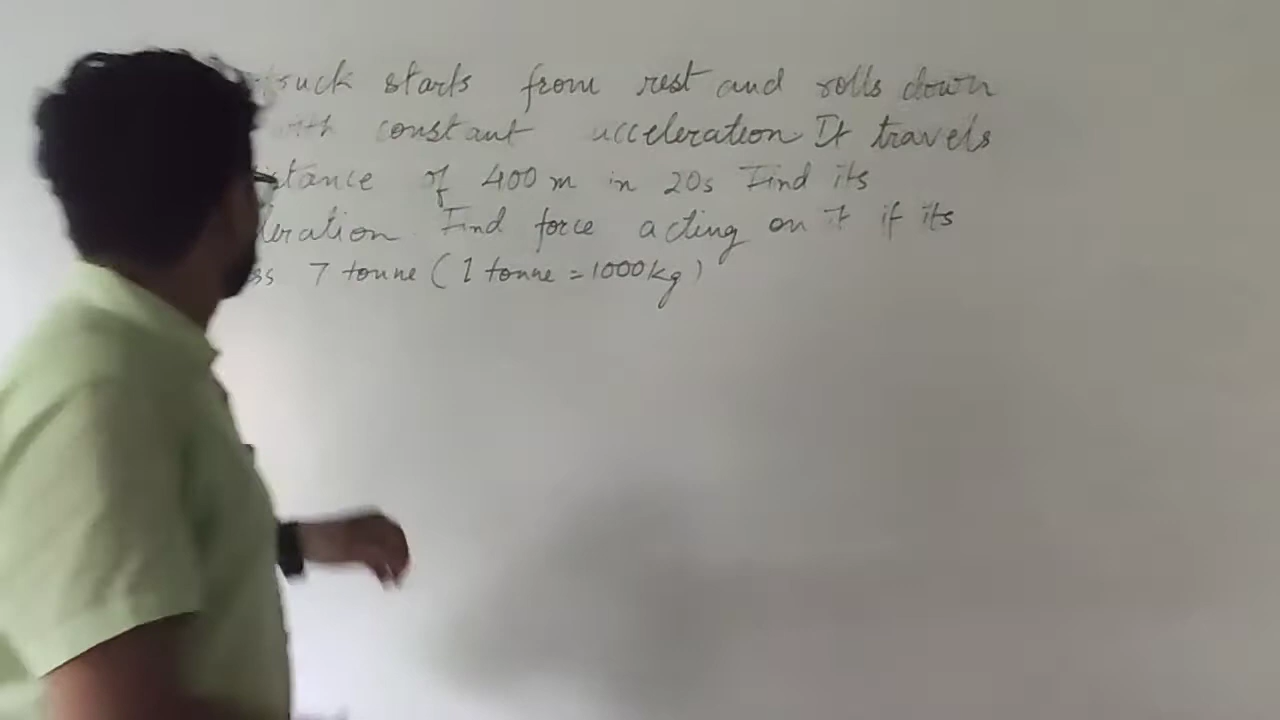 truck starts from rest and rolls down
with constant acceleration. It travels
distance of 400 m in 20s Find its
leration. Find force acting on it if its
ss 7 tonne ( 1 tonne = 1000 kg )